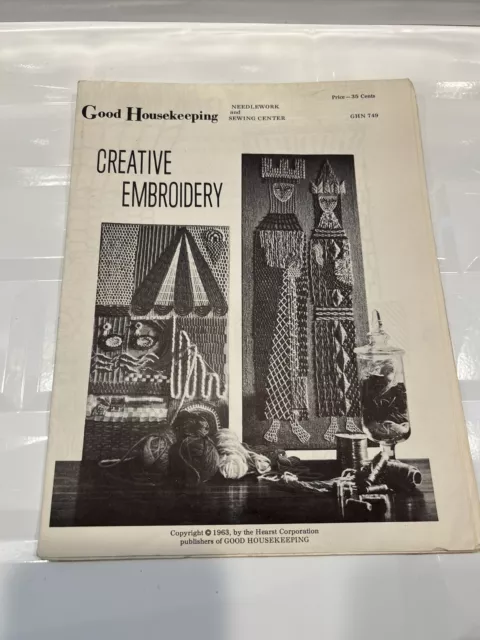 Price—35 Cents
Good Housekeeping
NEEDLEWORK
and
SEWING CENTER
GHN 749
CREATIVE
EMBROIDERY
Copyright © 1963, by the Hearst Corporation
publishers of GOOD HOUSEKEEPING